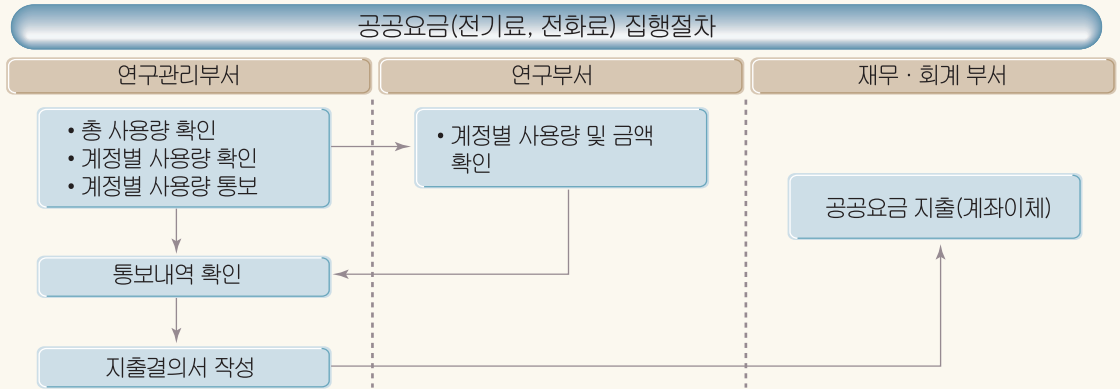 공공요금(전기료, 전화료) 집행절차
연구관리부서
연구부서
재무 · 회계 부서
• 총 사용량 확인
• 계정별 사용량 확인
• 계정별 사용량 통보
• 계정별 사용량 및 금액
확인
공공요금 지출(계좌이체)
통보내역 확인
지출결의서 작성